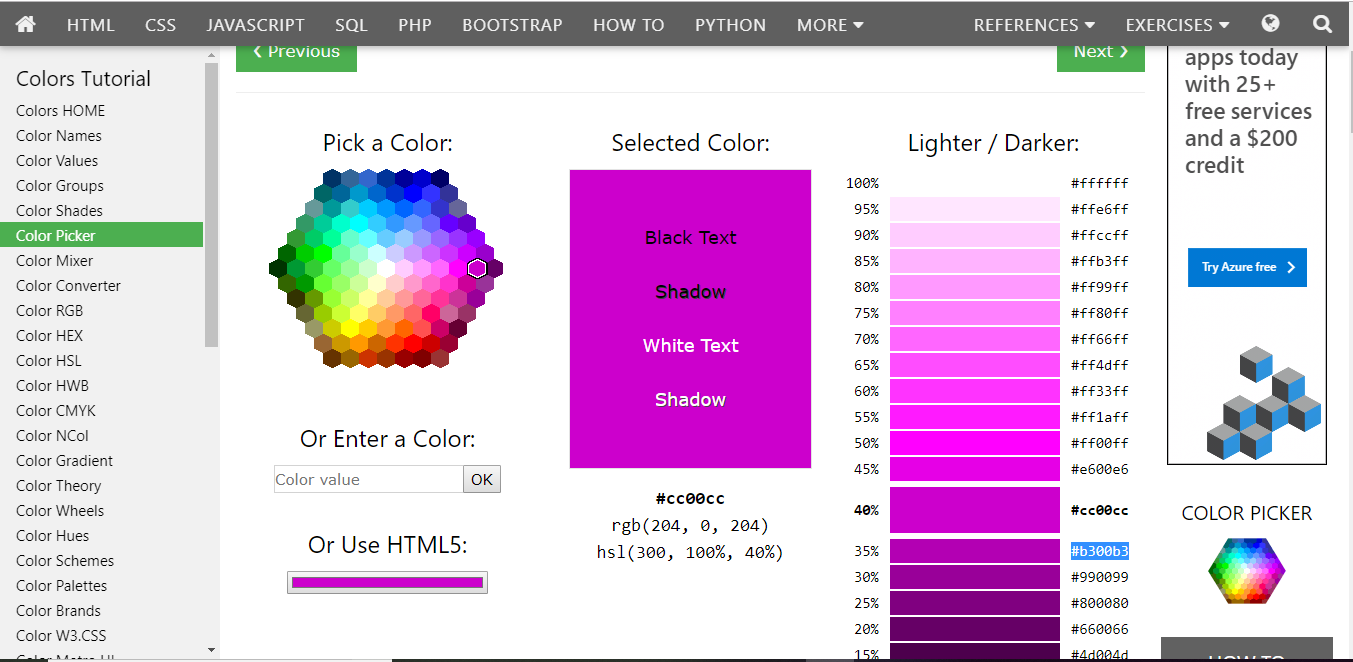 HTML CSS JAVASCRIPT SQL PHP BOOTSTRAP HOW TO PYTHON MORE REFERENCES EXERCISES
Colors Tutorial
Colors HOME
Color Names
Color Values
Color Groups
Color Shades
Color Picker
Color Mixer
Color Converter
Color RGB
Color HEX
Color HSL
Color HWB
Color CMYK
Color NCol
Color Gradient
Color Theory
Color Wheels
Color Hues
Color Schemes
Color Palettes
Color Brands
Color W3.CSS
Color Metro UI
‹ Previous
Next ›
Pick a Color:
Or Enter a Color:
Color value OK
Or Use HTML5:
Selected Color:
Black Text
Shadow
White Text
Shadow
#cc00cc
rgb(204, 0, 204)
hsl(300, 100%, 40%)
Lighter / Darker:
100% #ffffff
95% #ffe6ff
90% #ffccff
85% #ffb3ff
80% #ff99ff
75% #ff80ff
70% #ff66ff
65% #ff4dff
60% #ff33ff
55% #ff1aff
50% #ff00ff
45% #e600e6
40% #cc00cc
35% #b300b3
30% #990099
25% #800080
20% #660066
15% #4d004d
apps today
with 25+
free services
and a $200
credit
Try Azure free
COLOR PICKER
HOW TO